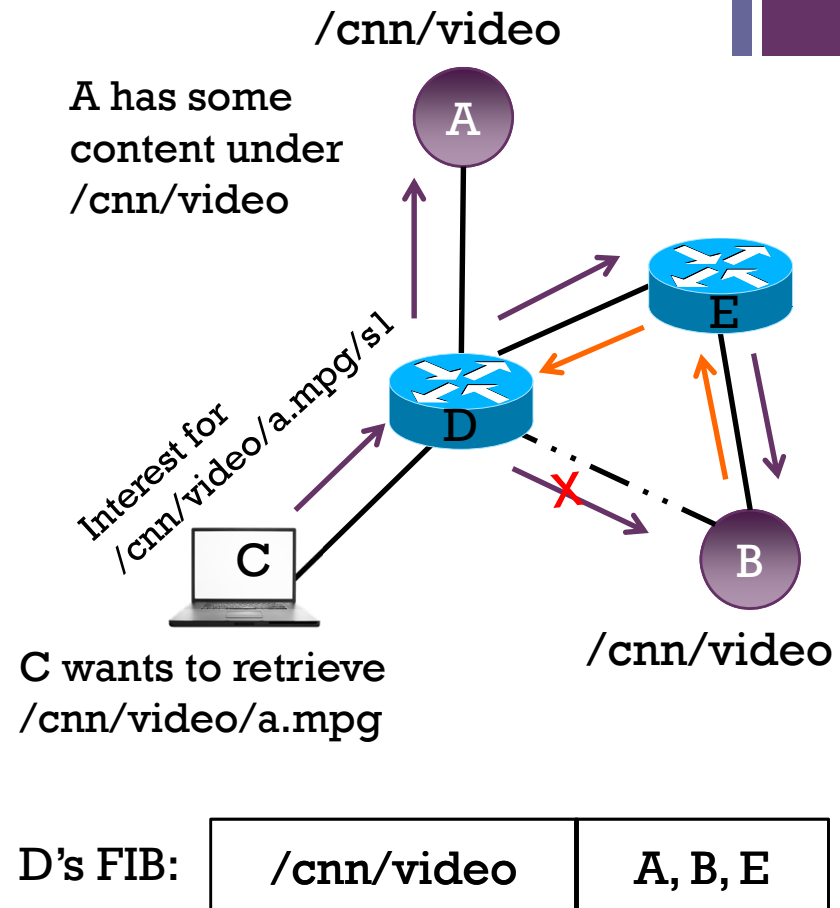 /cnn/video
A has some
content under
/cnn/video
A
E
D
Interest for
/cnn/video/a.mpg/s1
X
C
B
/cnn/video
C wants to retrieve
/cnn/video/a.mpg
D's FIB:
/cnn/video
A, B, E